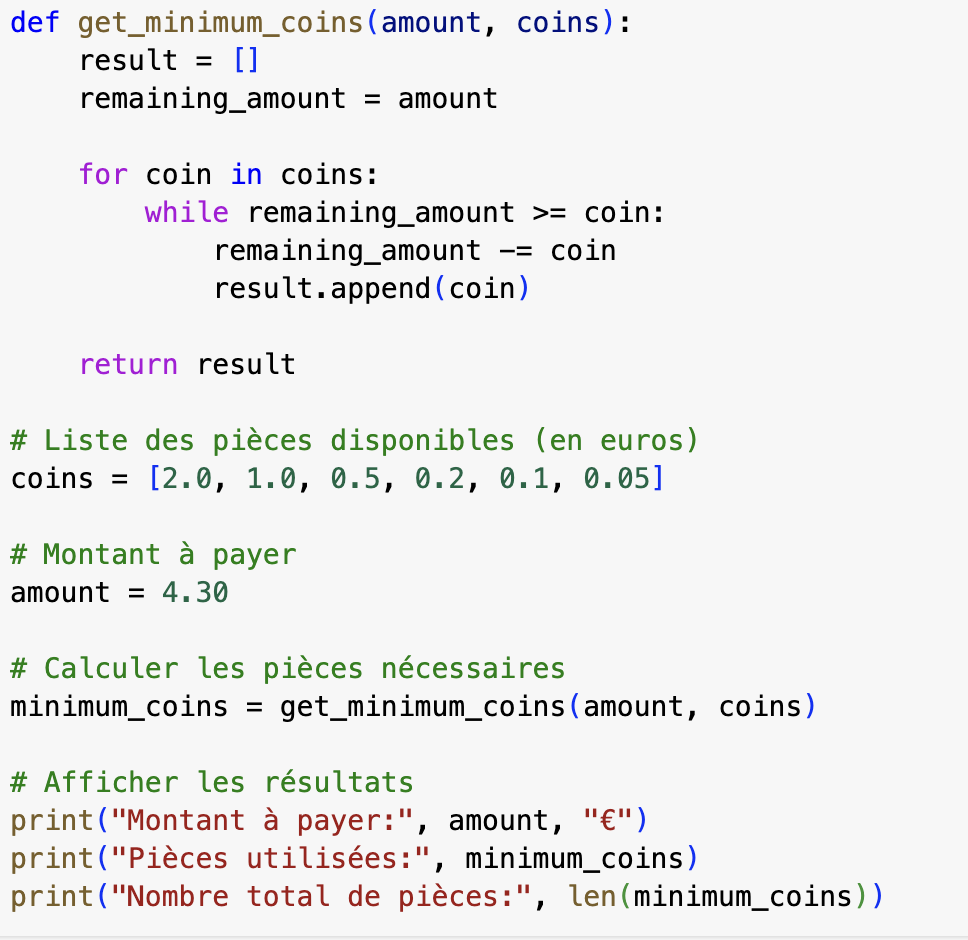 def get_minimum_coins(amount, coins):
    result = []
    remaining_amount = amount

    for coin in coins:
        while remaining_amount >= coin:
            remaining_amount -= coin
            result.append(coin)

    return result

# Liste des pièces disponibles (en euros)
coins = [2.0, 1.0, 0.5, 0.2, 0.1, 0.05]

# Montant à payer
amount = 4.30

# Calculer les pièces nécessaires
minimum_coins = get_minimum_coins(amount, coins)

# Afficher les résultats
print("Montant à payer:", amount, "€")
print("Pièces utilisées:", minimum_coins)
print("Nombre total de pièces:", len(minimum_coins))